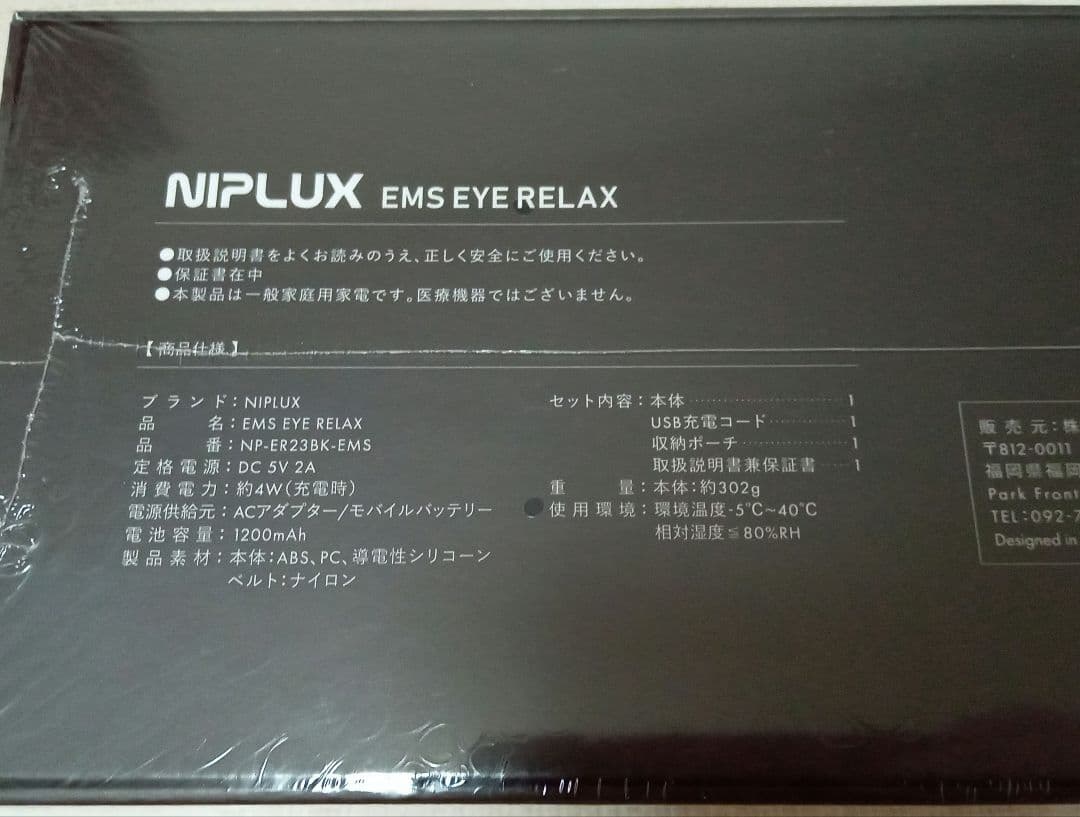 NIPLUX EMS EYE RELAX
●取扱説明書をよくお読みのうえ、正しく安全にご使用ください。
●保証書在中
●本製品は一般家庭用家電です。医療機器ではございません。
【商品仕様】
ブランド：NIPLUX
品名：EMS EYE RELAX
品番：NP-ER23BK-EMS
定格電源：DC 5V 2A
消費電力：約4W（充電時）
電源供給元：ACアダプター/モバイルバッテリー
電池容量：1200mAh
製品素材：本体：ABS、PC、導電性シリコーン
ベルト：ナイロン
セット内容：本体 1
USB充電コード 1
収納ポーチ 1
取扱説明書兼保証書 1
重量：本体：約302g
使用環境：環境温度-5℃~40℃
相対湿度≦80%RH
販売元：株
〒812-0011
福岡県福岡
Park Front
TEL：092-7
Designed in